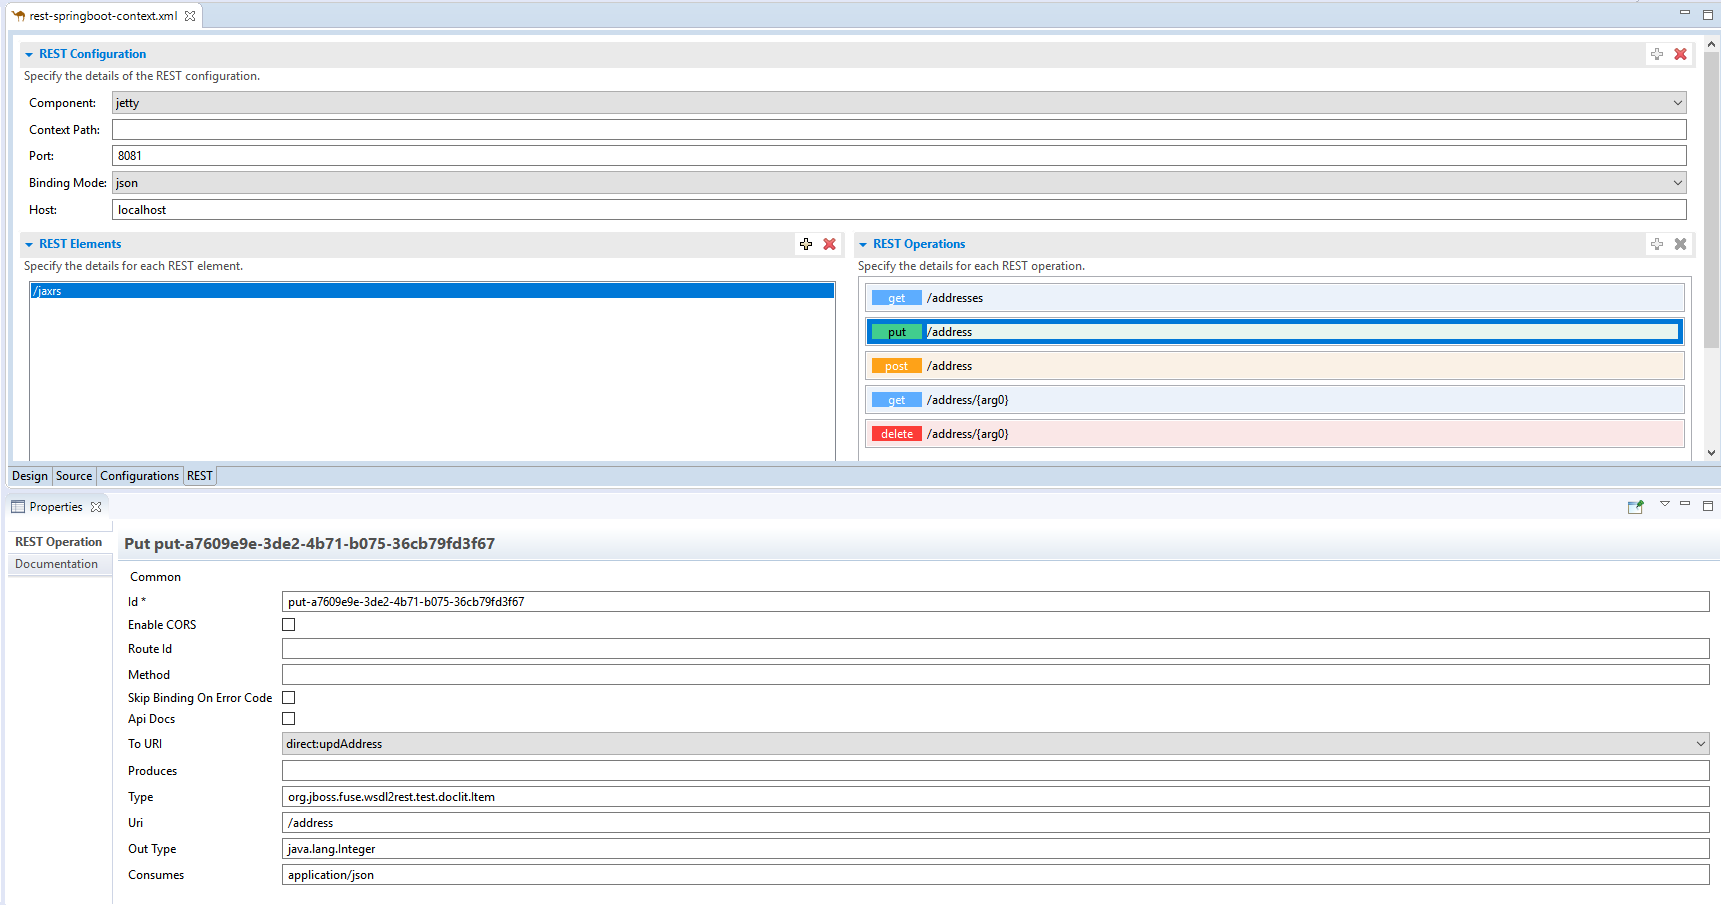 rest-springboot-context.xml
REST Configuration
Specify the details of the REST configuration.
Component: jetty
Context Path:
Port: 8081
Binding Mode: json
Host: localhost
REST Elements
Specify the details for each REST element.
/jaxrs
REST Operations
Specify the details for each REST operation.
get /addresses
put /address
post /address
get /address/{arg0}
delete /address/{arg0}
Design Source Configurations REST
Properties
REST Operation
Documentation
Put put-a7609e9e-3de2-4b71-b075-36cb79fd3f67
Common
Id * put-a7609e9e-3de2-4b71-b075-36cb79fd3f67
Enable CORS
Route Id
Method
Skip Binding On Error Code
Api Docs
To URI direct:updAddress
Produces
Type org.jboss.fuse.wsdl2rest.test.doclit.Item
Uri /address
Out Type java.lang.Integer
Consumes application/json